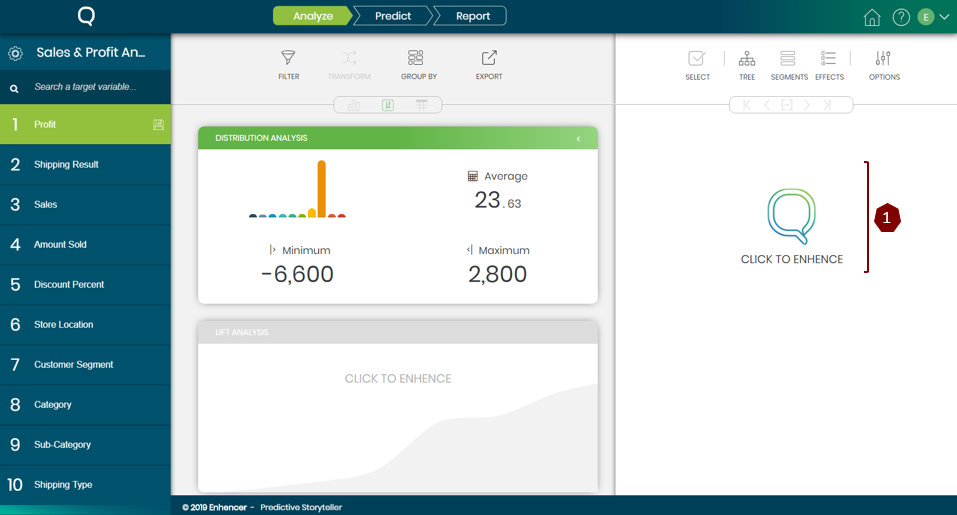 Analyze
Predict
Report
E
Sales & Profit An...
Search a target variable...
1 Profit
2 Shipping Result
3 Sales
4 Amount Sold
5 Discount Percent
6 Store Location
7 Customer Segment
8 Category
9 Sub-Category
10 Shipping Type
FILTER
TRANSFORM
GROUP BY
EXPORT
DISTRIBUTION ANALYSIS
Average
23.63
Minimum
-6,600
Maximum
2,800
LIFT ANALYSIS
CLICK TO ENHENCE
SELECT
TREE
SEGMENTS
EFFECTS
OPTIONS
CLICK TO ENHENCE
1
© 2019 Enhencer - Predictive Storyteller